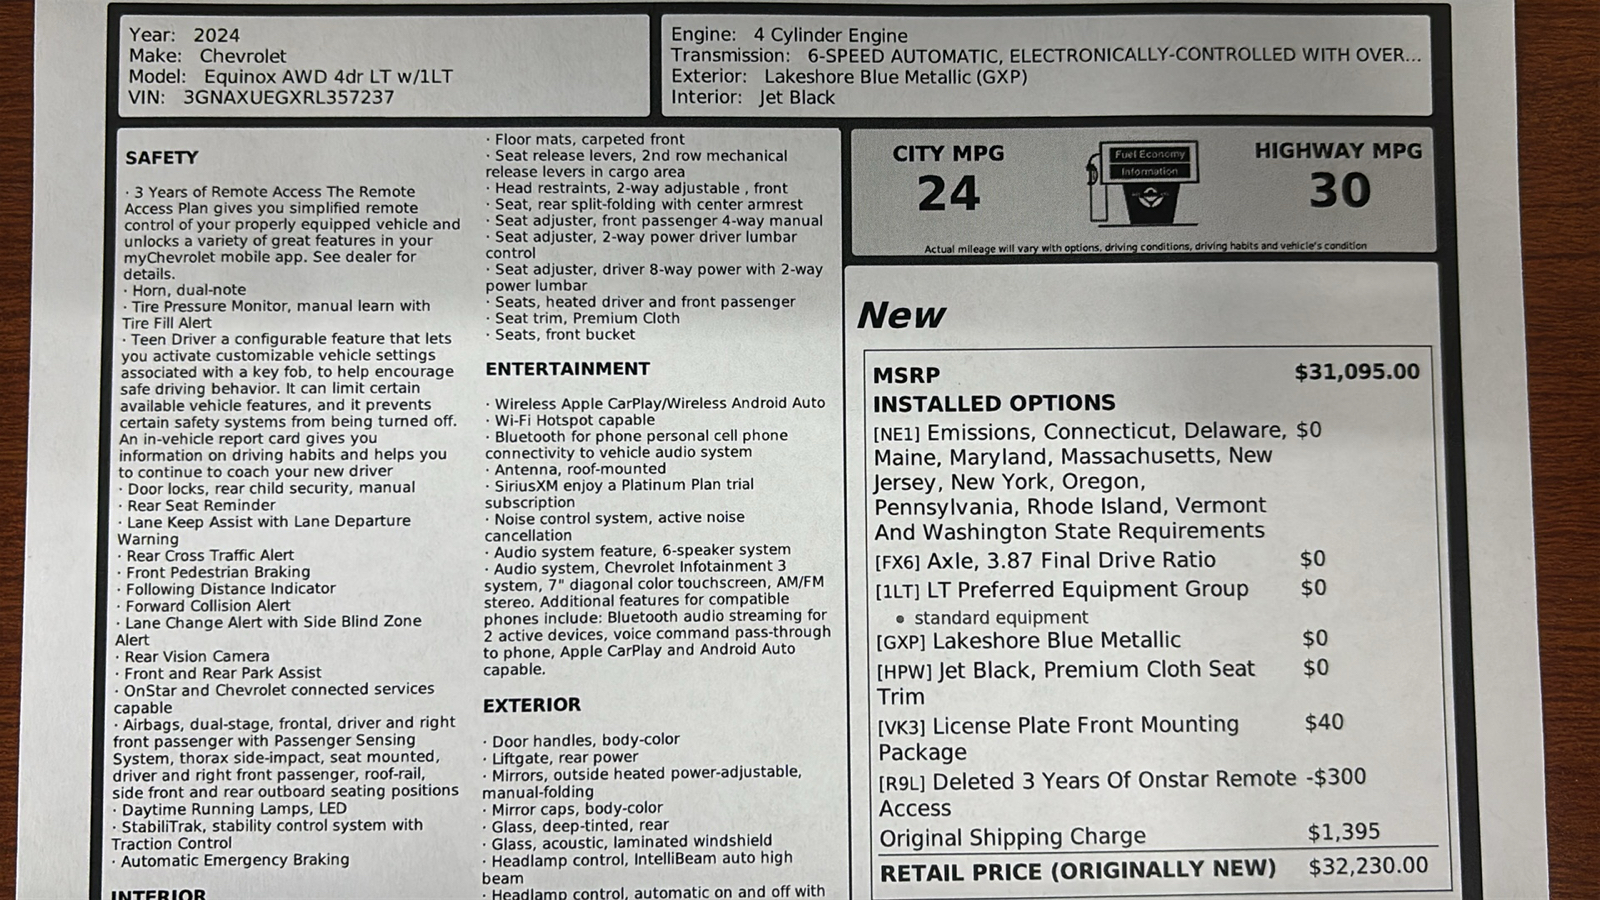 Year: 2024
Make: Chevrolet
Model: Equinox AWD 4dr LT w/1LT
VIN: 3GNAXUEGXRL357237
Engine: 4 Cylinder Engine
Transmission: 6-SPEED AUTOMATIC, ELECTRONICALLY-CONTROLLED WITH OVER...
Exterior: Lakeshore Blue Metallic (GXP)
Interior: Jet Black
SAFETY
· 3 Years of Remote Access The Remote
Access Plan gives you simplified remote
control of your properly equipped vehicle and
unlocks a variety of great features in your
myChevrolet mobile app. See dealer for
details.
· Horn, dual-note
· Tire Pressure Monitor, manual learn with
Tire Fill Alert
· Teen Driver a configurable feature that lets
you activate customizable vehicle settings
associated with a key fob, to help encourage
safe driving behavior. It can limit certain
available vehicle features, and it prevents
certain safety systems from being turned off.
An in-vehicle report card gives you
information on driving habits and helps you
to continue to coach your new driver
· Door locks, rear child security, manual
· Rear Seat Reminder
· Lane Keep Assist with Lane Departure
Warning
· Rear Cross Traffic Alert
· Front Pedestrian Braking
· Following Distance Indicator
· Forward Collision Alert
· Lane Change Alert with Side Blind Zone
Alert
· Rear Vision Camera
· Front and Rear Park Assist
· OnStar and Chevrolet connected services
capable
· Airbags, dual-stage, frontal, driver and right
front passenger with Passenger Sensing
System, thorax side-impact, seat mounted,
driver and right front passenger, roof-rail,
side front and rear outboard seating positions
· Daytime Running Lamps, LED
· StabiliTrak, stability control system with
Traction Control
· Automatic Emergency Braking
INTERIOR
· Floor mats, carpeted front
· Seat release levers, 2nd row mechanical
release levers in cargo area
· Head restraints, 2-way adjustable , front
· Seat, rear split-folding with center armrest
· Seat adjuster, front passenger 4-way manual
· Seat adjuster, 2-way power driver lumbar
control
· Seat adjuster, driver 8-way power with 2-way
power lumbar
· Seats, heated driver and front passenger
· Seat trim, Premium Cloth
· Seats, front bucket
ENTERTAINMENT
· Wireless Apple CarPlay/Wireless Android Auto
· Wi-Fi Hotspot capable
· Bluetooth for phone personal cell phone
connectivity to vehicle audio system
· Antenna, roof-mounted
· SiriusXM enjoy a Platinum Plan trial
subscription
· Noise control system, active noise
cancellation
· Audio system feature, 6-speaker system
· Audio system, Chevrolet Infotainment 3
system, 7" diagonal color touchscreen, AM/FM
stereo. Additional features for compatible
phones include: Bluetooth audio streaming for
2 active devices, voice command pass-through
to phone, Apple CarPlay and Android Auto
capable.
EXTERIOR
· Door handles, body-color
· Liftgate, rear power
· Mirrors, outside heated power-adjustable,
manual-folding
· Mirror caps, body-color
· Glass, deep-tinted, rear
· Glass, acoustic, laminated windshield
· Headlamp control, IntelliBeam auto high
beam
· Headlamp control, automatic on and off with
CITY MPG
24
Fuel Economy
Information
HIGHWAY MPG
30
Actual mileage will vary with options, driving conditions, driving habits and vehicle's condition
New
MSRP $31,095.00
INSTALLED OPTIONS
[NE1] Emissions, Connecticut, Delaware, $0
Maine, Maryland, Massachusetts, New
Jersey, New York, Oregon,
Pennsylvania, Rhode Island, Vermont
And Washington State Requirements
[FX6] Axle, 3.87 Final Drive Ratio $0
[1LT] LT Preferred Equipment Group $0
• standard equipment
[GXP] Lakeshore Blue Metallic $0
[HPW] Jet Black, Premium Cloth Seat $0
Trim
[VK3] License Plate Front Mounting $40
Package
[R9L] Deleted 3 Years Of Onstar Remote -$300
Access
Original Shipping Charge $1,395
RETAIL PRICE (ORIGINALLY NEW) $32,230.00